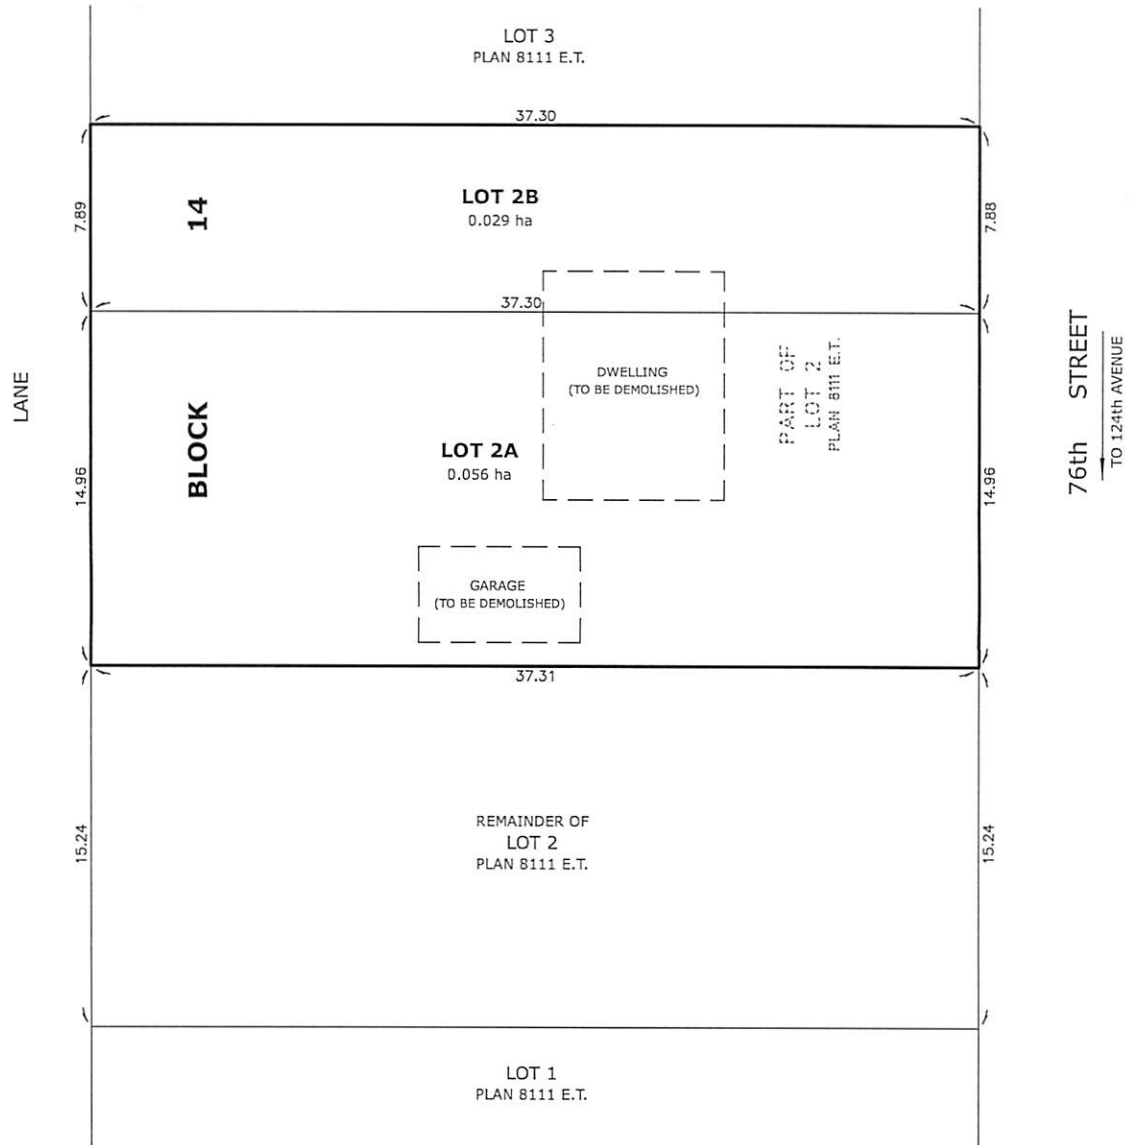 LOT 3
PLAN 8111 E.T.
37.30
7.89
14
LOT 2B
0.029 ha
7.88
37.30
LANE
BLOCK
DWELLING
(TO BE DEMOLISHED)
PART OF
LOT 2
PLAN 8111 E.T.
76th STREET
TO 124th AVENUE
LOT 2A
0.056 ha
14.96
14.96
GARAGE
(TO BE DEMOLISHED)
37.31
15.24
REMAINDER OF
LOT 2
PLAN 8111 E.T.
15.24
LOT 1
PLAN 8111 E.T.